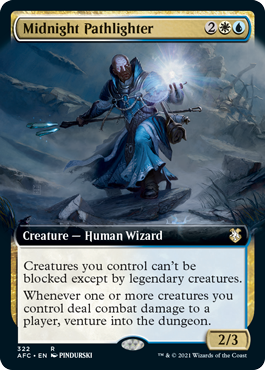 Midnight Pathlighter 2
Creature — Human Wizard
Creatures you control can't be
blocked except by legendary creatures.
Whenever one or more creatures you
control deal combat damage to a
player, venture into the dungeon.
2/3
322 R
AFC • EN PINDURSKI ™ & © 2021 Wizards of the Coast